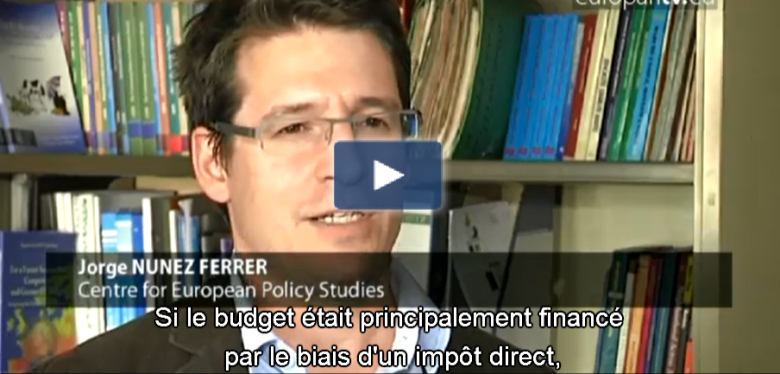 europarltv.eu
Jorge NUNEZ FERRER
Centre for European Policy Studies
Si le budget était principalement financé
par le biais d'un impôt direct,